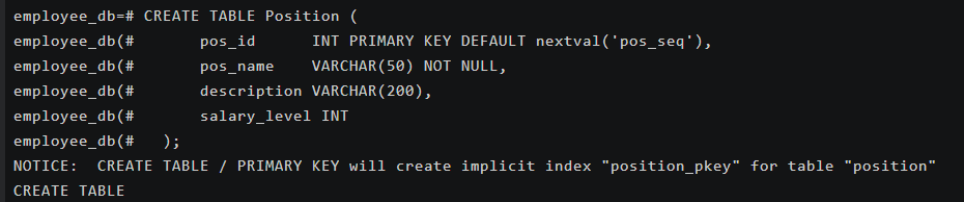 employee_db=# CREATE TABLE Position (
employee_db(#       pos_id      INT PRIMARY KEY DEFAULT nextval('pos_seq'),
employee_db(#       pos_name    VARCHAR(50) NOT NULL,
employee_db(#       description VARCHAR(200),
employee_db(#       salary_level INT
employee_db(#   );
NOTICE:  CREATE TABLE / PRIMARY KEY will create implicit index "position_pkey" for table "position"
CREATE TABLE